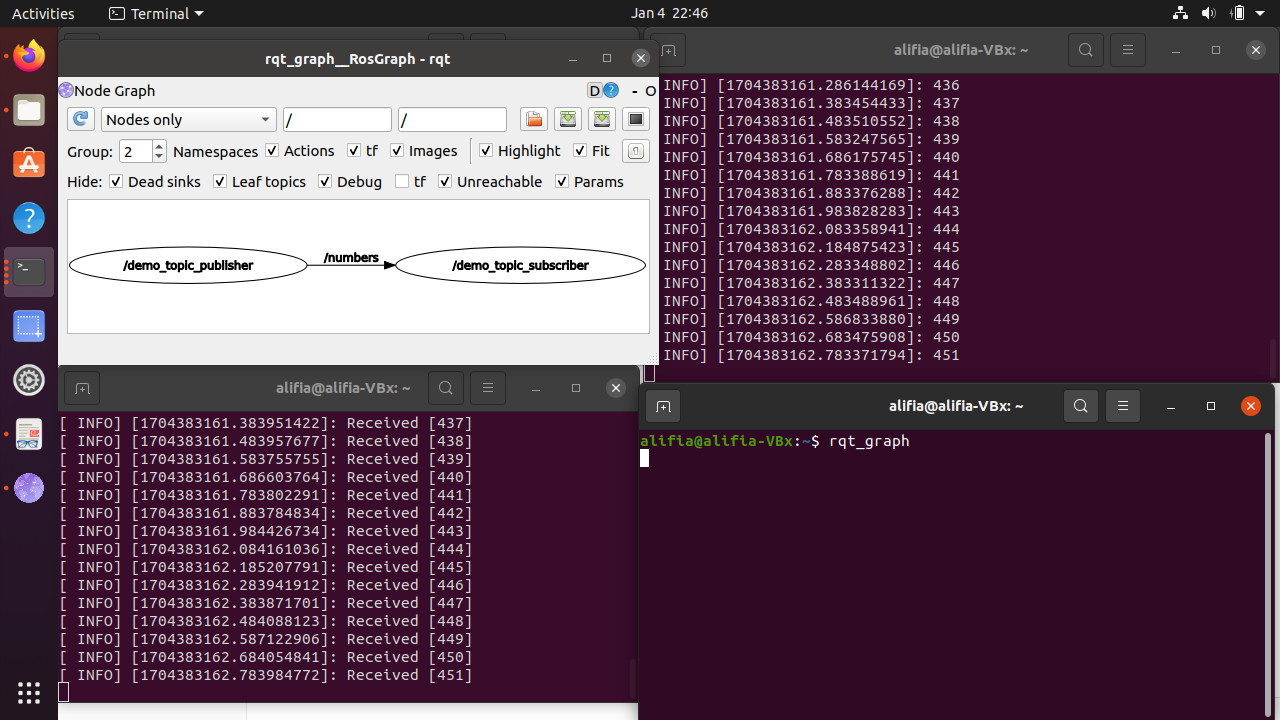 Activities Terminal Jan 4 22:46
rqt_graph__RosGraph - rqt
Node Graph D ? - O
Nodes only / /
Group: 2 Namespaces Actions tf Images Highlight Fit
Hide: Dead sinks Leaf topics Debug tf Unreachable Params
/demo_topic_publisher /numbers /demo_topic_subscriber
alifia@alifia-VBx: ~
INFO] [1704383161.286144169]: 436
INFO] [1704383161.383454433]: 437
INFO] [1704383161.483510552]: 438
INFO] [1704383161.583247565]: 439
INFO] [1704383161.686175745]: 440
INFO] [1704383161.783388619]: 441
INFO] [1704383161.883376288]: 442
INFO] [1704383161.983828283]: 443
INFO] [1704383162.083358941]: 444
INFO] [1704383162.184875423]: 445
INFO] [1704383162.283348802]: 446
INFO] [1704383162.383311322]: 447
INFO] [1704383162.483488961]: 448
INFO] [1704383162.586833880]: 449
INFO] [1704383162.683475908]: 450
INFO] [1704383162.783371794]: 451
alifia@alifia-VBx: ~
[ INFO] [1704383161.383951422]: Received [437]
[ INFO] [1704383161.483957677]: Received [438]
[ INFO] [1704383161.583755755]: Received [439]
[ INFO] [1704383161.686603764]: Received [440]
[ INFO] [1704383161.783802291]: Received [441]
[ INFO] [1704383161.883784834]: Received [442]
[ INFO] [1704383161.984426734]: Received [443]
[ INFO] [1704383162.084161036]: Received [444]
[ INFO] [1704383162.185207791]: Received [445]
[ INFO] [1704383162.283941912]: Received [446]
[ INFO] [1704383162.383871701]: Received [447]
[ INFO] [1704383162.484088123]: Received [448]
[ INFO] [1704383162.587122906]: Received [449]
[ INFO] [1704383162.684054841]: Received [450]
[ INFO] [1704383162.783984772]: Received [451]
alifia@alifia-VBx: ~
alifia@alifia-VBx:~$ rqt_graph